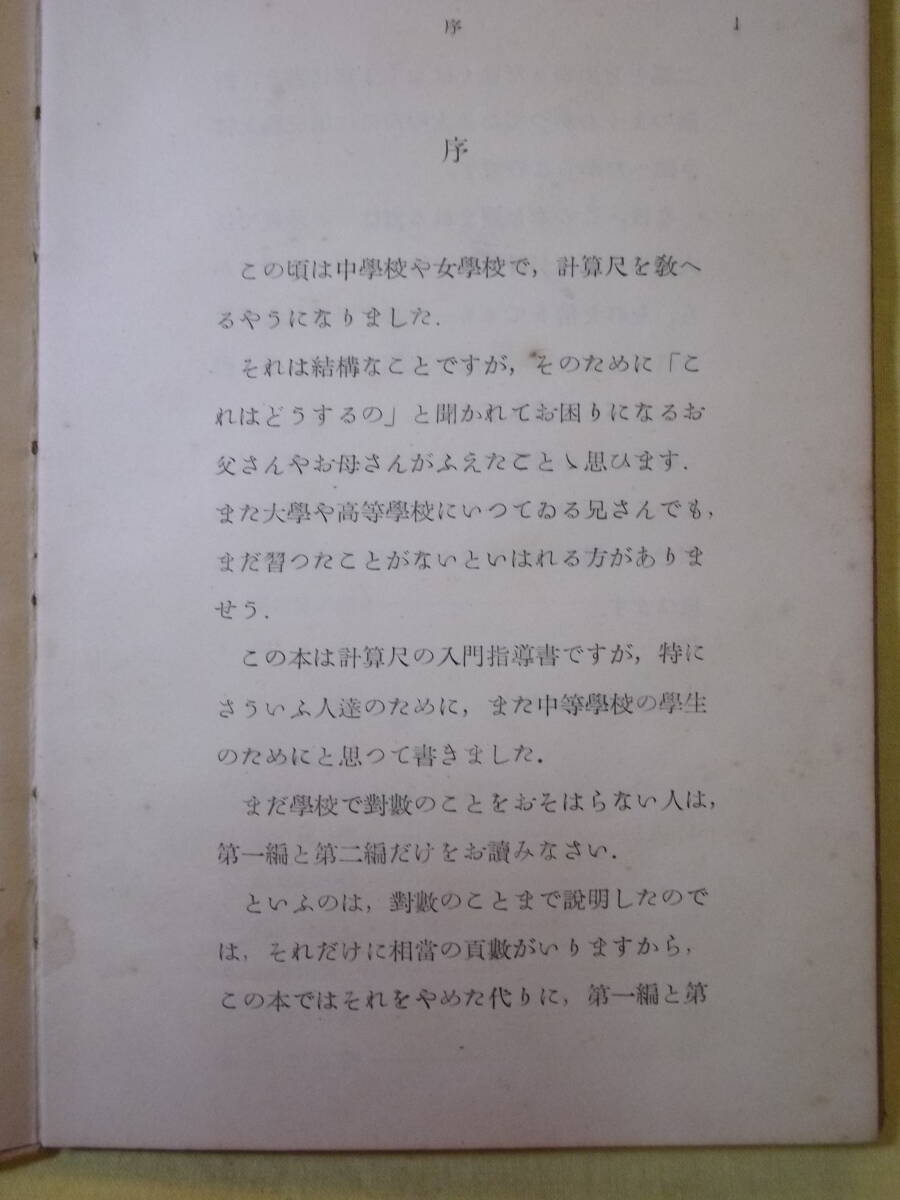 序 1
序
この頃は中學校や女學校で，計算尺を敎へ
るやうになりました．
それは結構なことですが，そのために「こ
れはどうするの」と聞かれてお困りになるお
父さんやお母さんがふえたことゝ思ひます．
また大學や高等學校にいつてゐる兄さんでも，
まだ習つたことがないといはれる方がありま
せう．
この本は計算尺の入門指導書ですが，特に
さういふ人達のために，また中等學校の學生
のためにと思つて書きました．
まだ學校で對數のことをおそはらない人は，
第一編と第二編だけをお讀みなさい．
といふのは，對數のことまで說明したので
は，それだけに相當の頁數がいりますから，
この本ではそれをやめた代りに，第一編と第